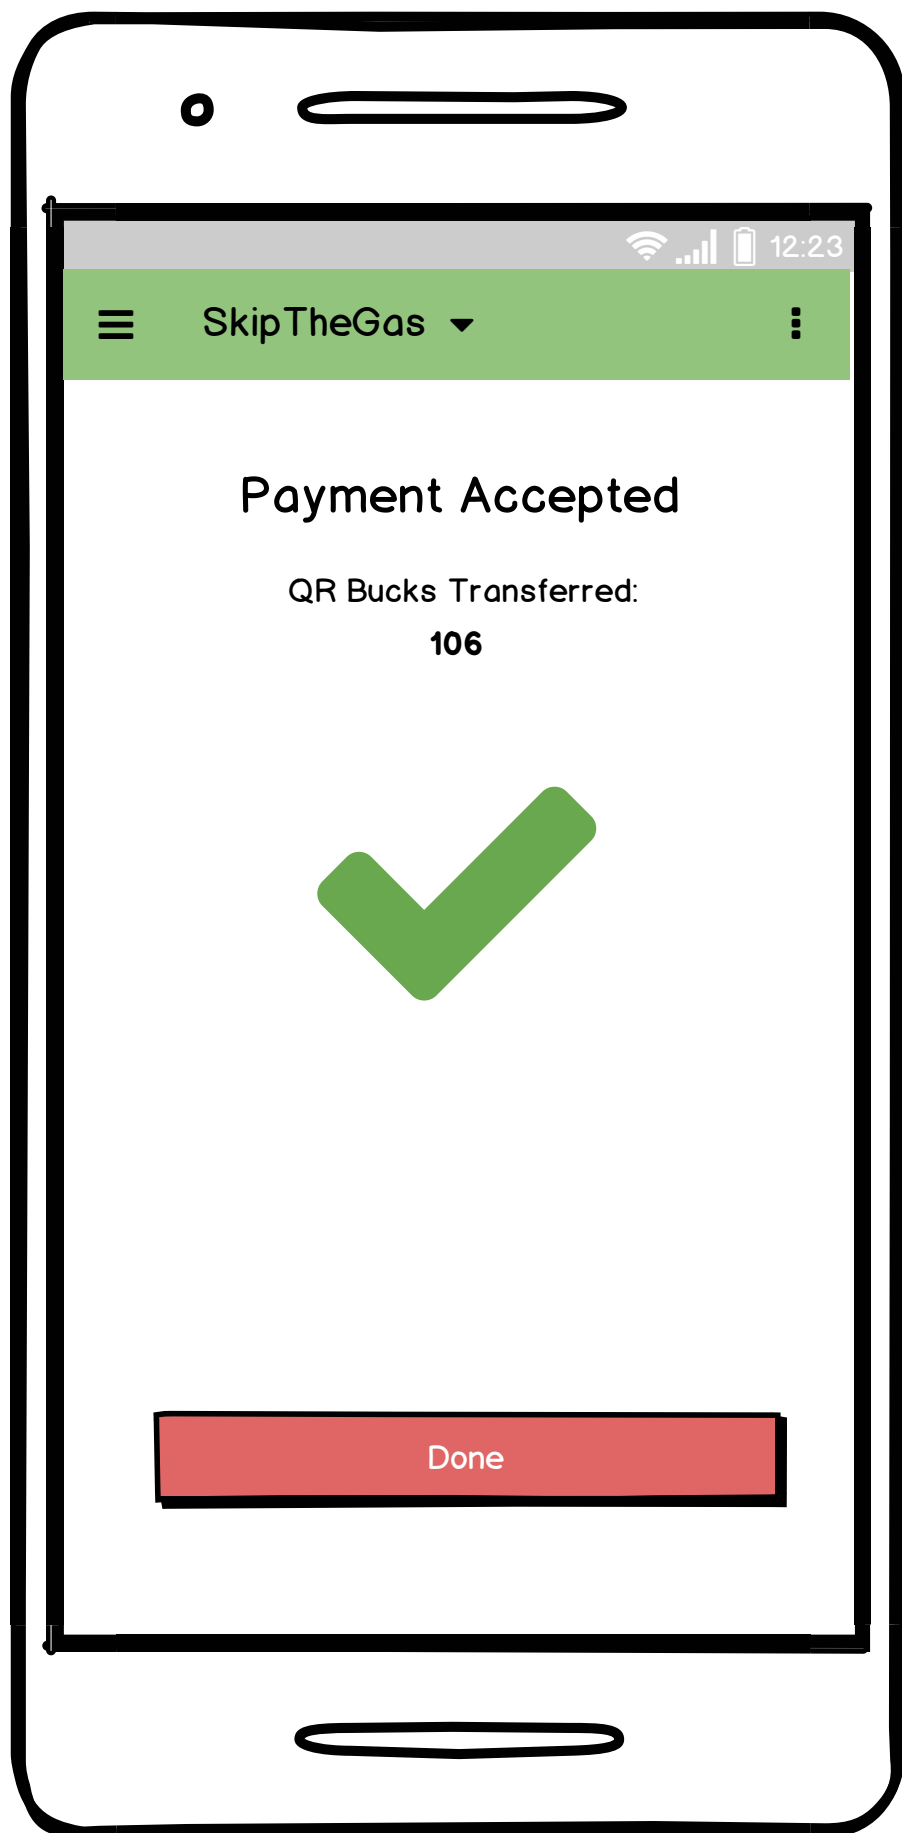 12:23
SkipTheGas
Payment Accepted
QR Bucks Transferred:
106
Done